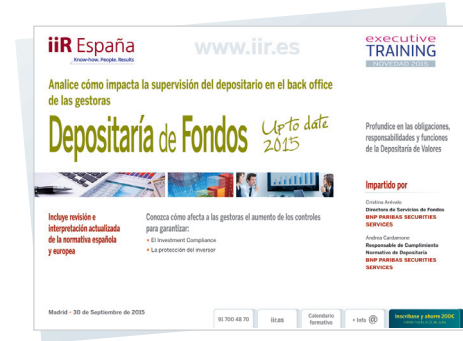 iiR España
Know-how. People. Results
www.iir.es
executive
TRAINING
NOVEDAD 2015
Analice cómo impacta la supervisión del depositario en el back office
de las gestoras
Depositaría de Fondos
Up to date
2015
Profundice en las obligaciones,
responsabilidades y funciones
de la Depositaría de Valores
Impartido por
Cristina Arévalo
Directora de Servicios de Fondeo
BNP PARIBAS SECURITIES
SERVICES
Andrea Cardamone
Responsable de Cumplimiento
Normativo de Depositaría
BNP PARIBAS SECURITIES
SERVICES
Incluye revisión e
interpretación actualizada
de la normativa española
y europea
Conozca cómo afecta a las gestoras el aumento de los controles
para garantizar:
• El Investment Compliance
• La protección del inversor
Madrid • 30 de Septiembre de 2015
91 700 48 70
iir.es
Calendario
formativo
+ Info @
Inscríbase y ahorre 200€